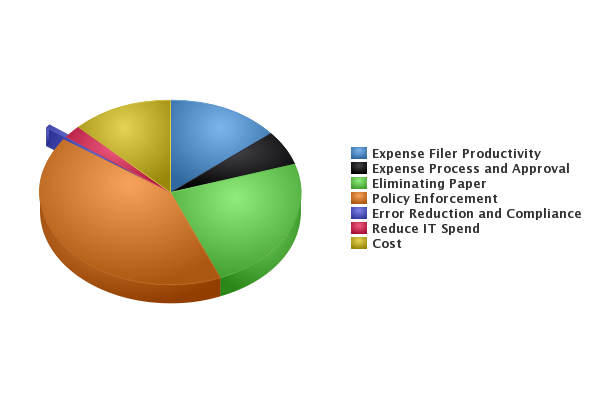 Expense Filer Productivity
Expense Process and Approval
Eliminating Paper
Policy Enforcement
Error Reduction and Compliance
Reduce IT Spend
Cost